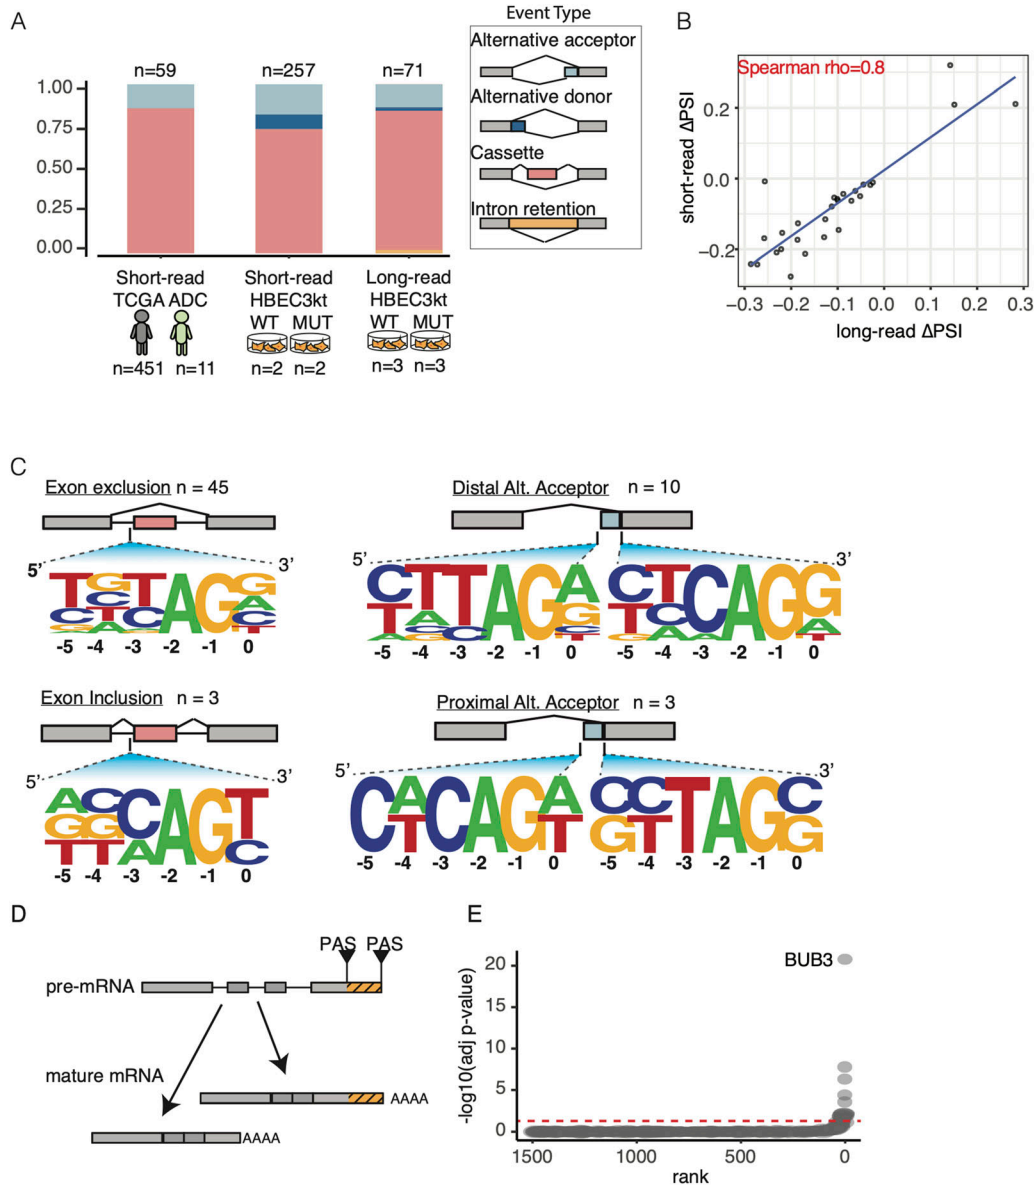 A
n=59
n=257
n=71
1.00
0.75
0.50
0.25
0.00
Short-read
TCGA ADC
n=451
n=11
Short-read
HBEC3kt
WT MUT
n=2 n=2
Long-read
HBEC3kt
WT MUT
n=3 n=3
Event Type
Alternative acceptor
Alternative donor
Cassette
Intron retention
B
Spearman rho=0.8
short-read ΔPSI
0.2
0.0
−0.2
−0.3 −0.2 −0.1 0.0 0.1 0.2 0.3
long-read ΔPSI
C
Exon exclusion n = 45
5’
3’
T G T A G G
C C C A
G T A C
A A G T
-5 -4 -3 -2 -1 0
Distal Alt. Acceptor n = 10
5’
3’
C T T A G A C T C A G G
T A C G T C A
A C G C G A A T
G T
-5 -4 -3 -2 -1 0 -5 -4 -3 -2 -1 0
Exon Inclusion n = 3
5’
3’
A C C A G T
G G A C
T T
-5 -4 -3 -2 -1 0
Proximal Alt. Acceptor n = 3
5’
3’
C A C A G A C C T A G C
T T G T G
-5 -4 -3 -2 -1 0 -5 -4 -3 -2 -1 0
D
PAS PAS
pre-mRNA
mature mRNA
AAAA
AAAA
E
BUB3
-log10(adj p-value)
20
15
10
5
0
1500 1000 500 0
rank